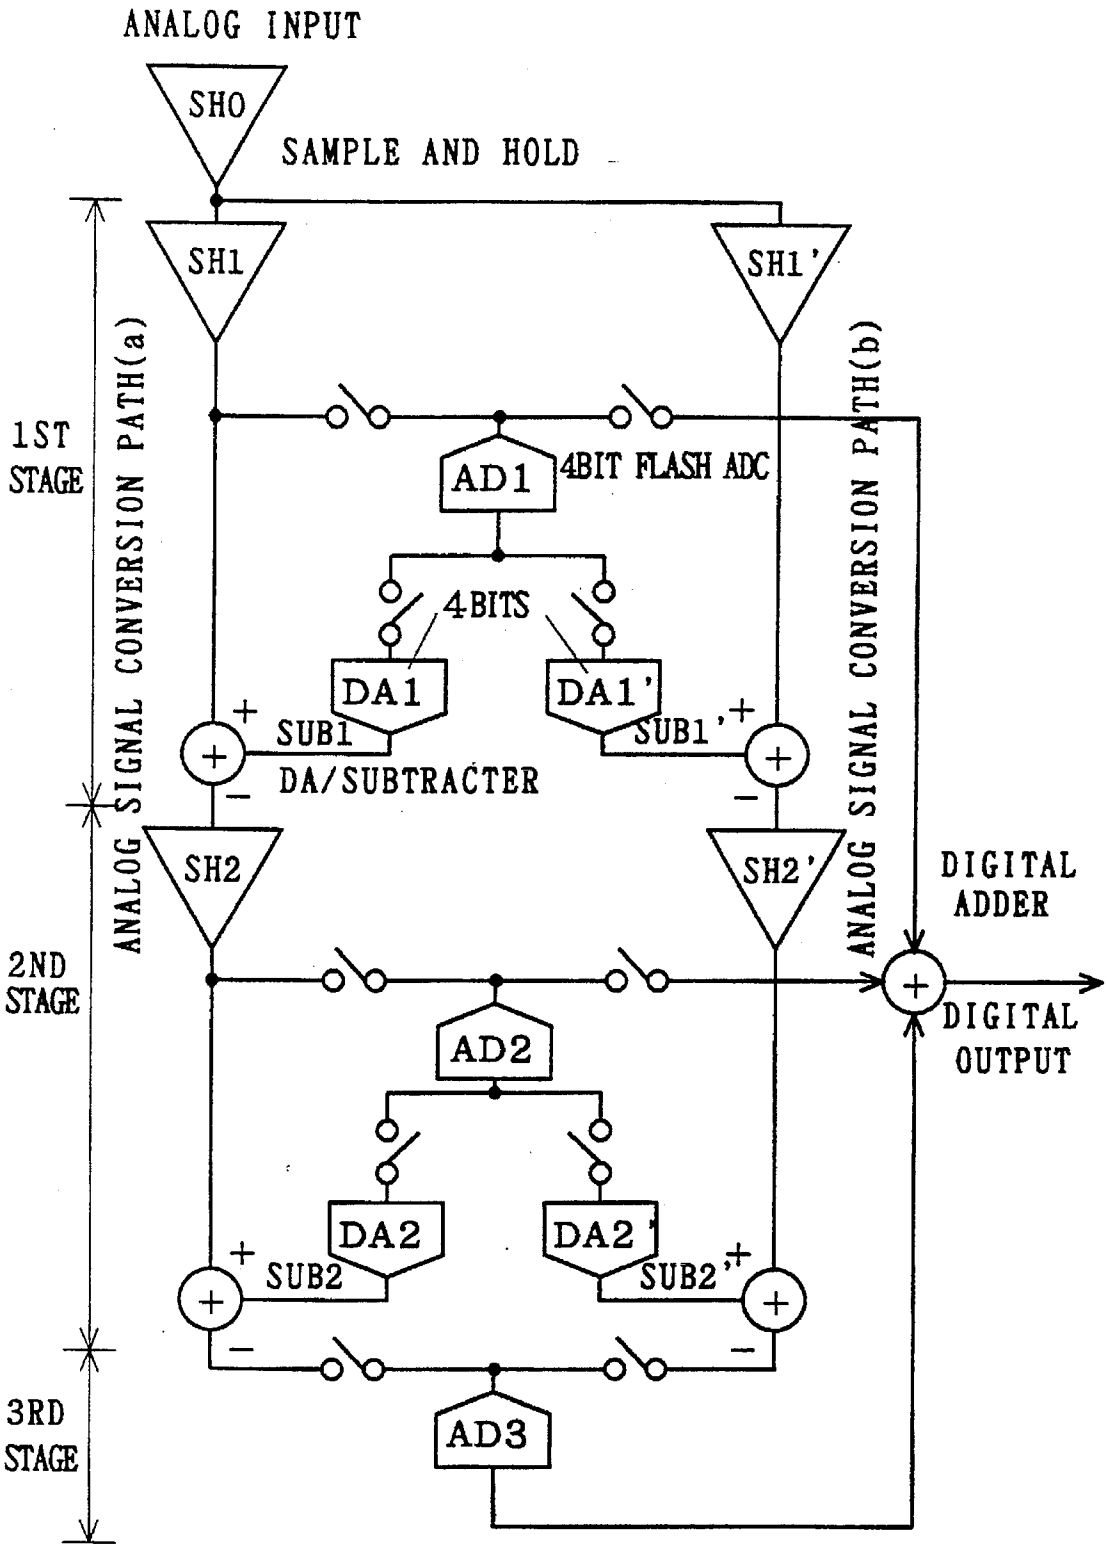 ANALOG INPUT
SH0
SAMPLE AND HOLD
SH1
SH1'
ANALOG SIGNAL CONVERSION PATH(a)
ANALOG SIGNAL CONVERSION PATH(b)
1ST
STAGE
AD1
4BIT FLASH ADC
4BITS
DA1
DA1'
+
SUB1
SUB1'
+
+
+
DA/SUBTRACTER
−
−
SH2
SH2'
DIGITAL
ADDER
2ND
STAGE
+
AD2
DIGITAL
OUTPUT
DA2
DA2'
+
SUB2
SUB2'
+
+
+
−
−
3RD
STAGE
AD3